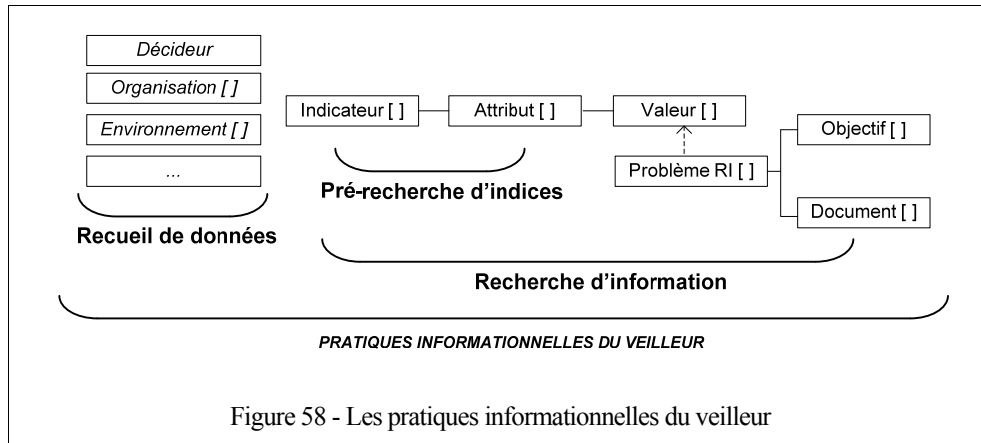 Décideur
Organisation [ ]
Environnement [ ]
...
Recueil de données
Indicateur [ ]
Attribut [ ]
Valeur [ ]
Problème RI [ ]
Objectif [ ]
Document [ ]
Pré-recherche d'indices
Recherche d'information
PRATIQUES INFORMATIONNELLES DU VEILLEUR
Figure 58 - Les pratiques informationnelles du veilleur